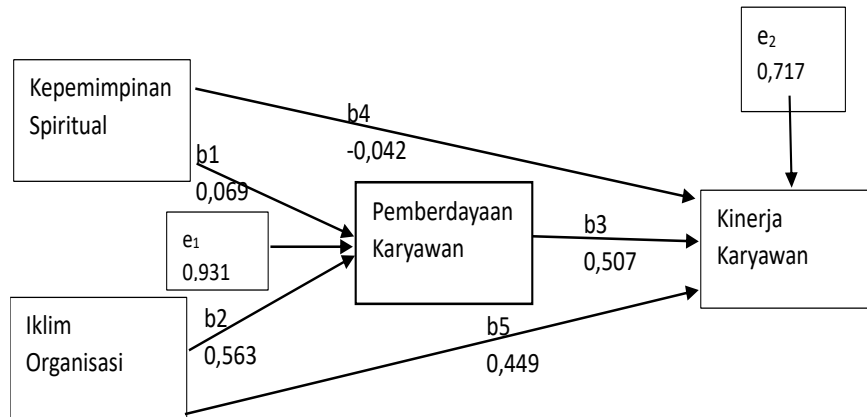 e₂
0,717
Kepemimpinan
Spiritual
b4
-0,042
b1
0,069
Pemberdayaan
Karyawan
b3
0,507
Kinerja
Karyawan
e₁
0,931
b2
0,563
Iklim
Organisasi
b5
0,449